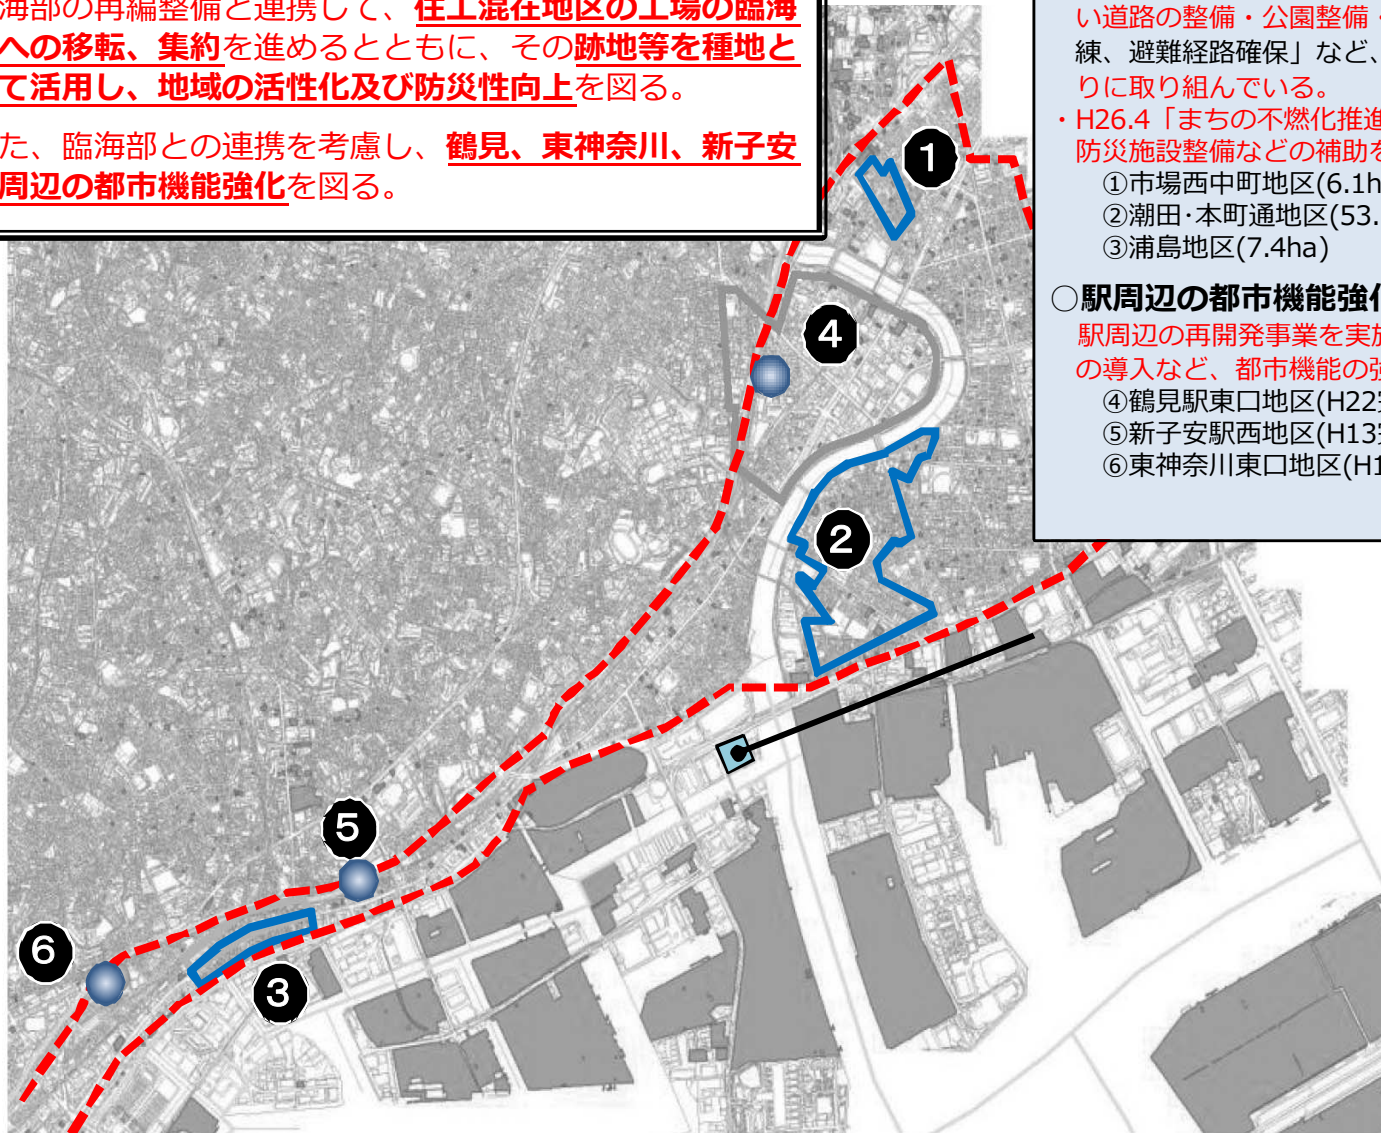 海部の再編整備と連携して、住工混在地区の工場の臨海
への移転、集約を進めるとともに、その跡地等を種地と
て活用し、地域の活性化及び防災性向上を図る。
た、臨海部との連携を考慮し、鶴見、東神奈川、新子安
周辺の都市機能強化を図る。
い道路の整備・公園整備・
練、避難経路確保」など、
りに取り組んでいる。
・H26.4「まちの不燃化推進
防災施設整備などの補助を
①市場西中町地区(6.1h
②潮田・本町通地区(53.
③浦島地区(7.4ha)
○駅周辺の都市機能強化
駅周辺の再開発事業を実施
の導入など、都市機能の強
④鶴見駅東口地区(H22完
⑤新子安駅西地区(H13完
⑥東神奈川東口地区(H1
1
4
2
5
6
3